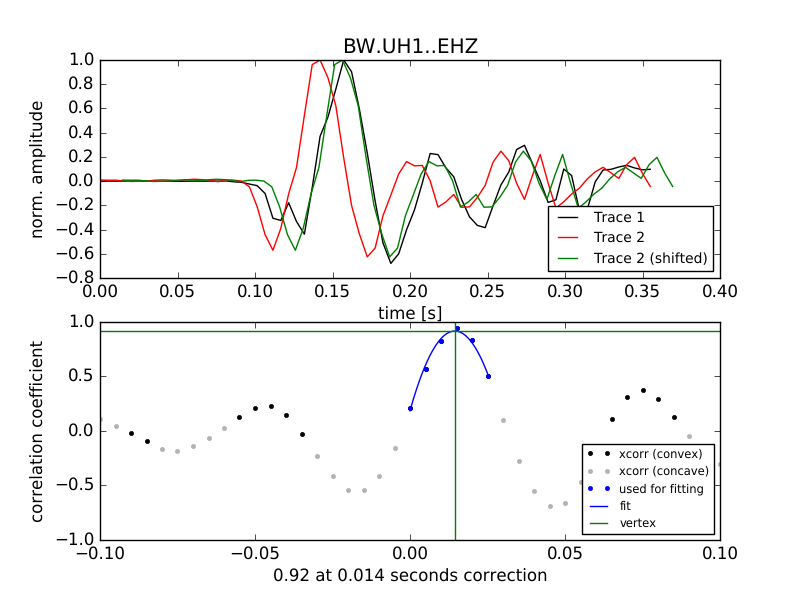 BW.UH1..EHZ
1.0
0.8
0.6
0.4
0.2
0.0
−0.2
−0.4
−0.6
−0.8
norm. amplitude
Trace 1
Trace 2
Trace 2 (shifted)
0.00 0.05 0.10 0.15 0.20 0.25 0.30 0.35 0.40
time [s]
1.0
0.5
0.0
−0.5
−1.0
correlation coefficient
xcorr (convex)
xcorr (concave)
used for fitting
fit
vertex
−0.10 −0.05 0.00 0.05 0.10
0.92 at 0.014 seconds correction